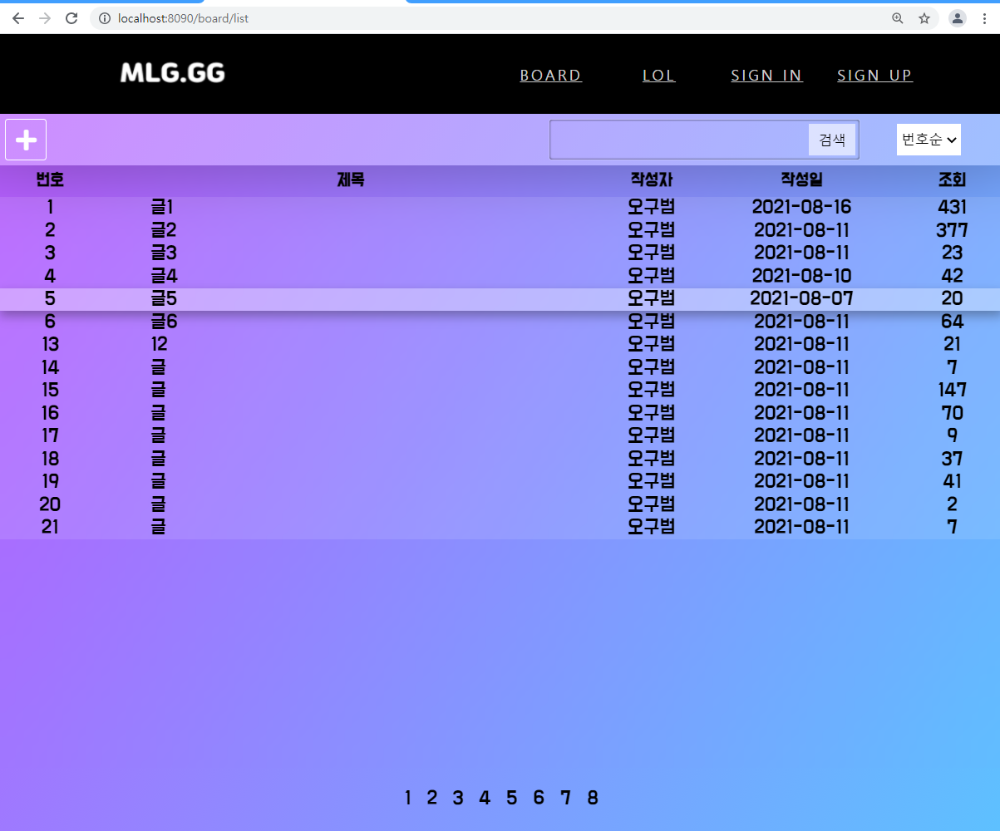 localhost:8090/board/list
MLG.GG BOARD LOL SIGN IN SIGN UP
검색 번호순
번호 제목 작성자 작성일 조회
1 글1 오구범 2021-08-16 431
2 글2 오구범 2021-08-11 377
3 글3 오구범 2021-08-11 23
4 글4 오구범 2021-08-10 42
5 글5 오구범 2021-08-07 20
6 글6 오구범 2021-08-11 64
13 12 오구범 2021-08-11 21
14 글 오구범 2021-08-11 7
15 글 오구범 2021-08-11 147
16 글 오구범 2021-08-11 70
17 글 오구범 2021-08-11 9
18 글 오구범 2021-08-11 37
19 글 오구범 2021-08-11 41
20 글 오구범 2021-08-11 2
21 글 오구범 2021-08-11 7
1 2 3 4 5 6 7 8